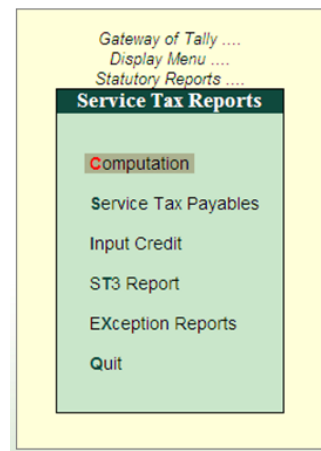 Gateway of Tally ....
Display Menu ....
Statutory Reports ....
Service Tax Reports
Computation
Service Tax Payables
Input Credit
ST3 Report
EXception Reports
Quit